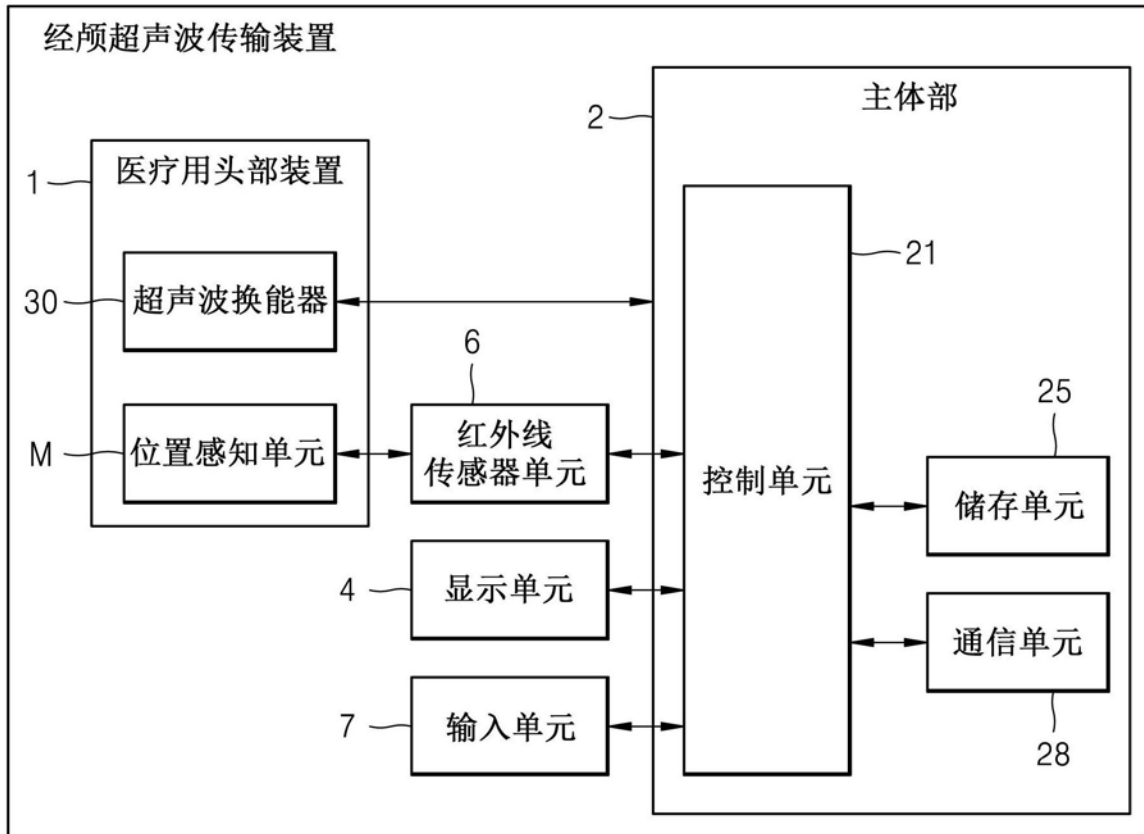 经颅超声波传输装置
主体部
2
医疗用头部装置
1
21
30
超声波换能器
6
25
M
位置感知单元
红外线
传感器单元
控制单元
储存单元
4
显示单元
通信单元
7
输入单元
28